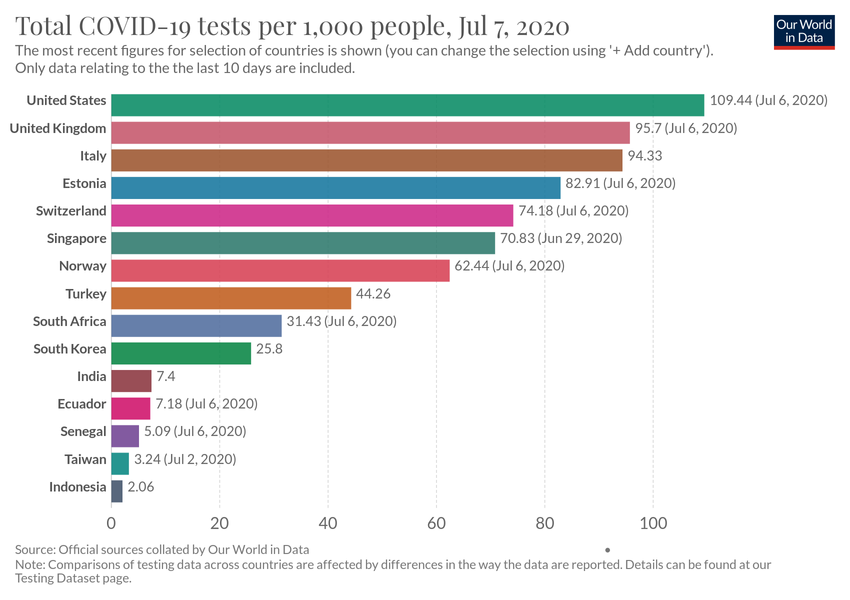 Total COVID-19 tests per 1,000 people, Jul 7, 2020
Our World
in Data
The most recent figures for selection of countries is shown (you can change the selection using '+ Add country').
Only data relating to the the last 10 days are included.
United States 109.44 (Jul 6, 2020)
United Kingdom 95.7 (Jul 6, 2020)
Italy 94.33
Estonia 82.91 (Jul 6, 2020)
Switzerland 74.18 (Jul 6, 2020)
Singapore 70.83 (Jun 29, 2020)
Norway 62.44 (Jul 6, 2020)
Turkey 44.26
South Africa 31.43 (Jul 6, 2020)
South Korea 25.8
India 7.4
Ecuador 7.18 (Jul 6, 2020)
Senegal 5.09 (Jul 6, 2020)
Taiwan 3.24 (Jul 2, 2020)
Indonesia 2.06
0 20 40 60 80 100
Source: Official sources collated by Our World in Data
Note: Comparisons of testing data across countries are affected by differences in the way the data are reported. Details can be found at our
Testing Dataset page.